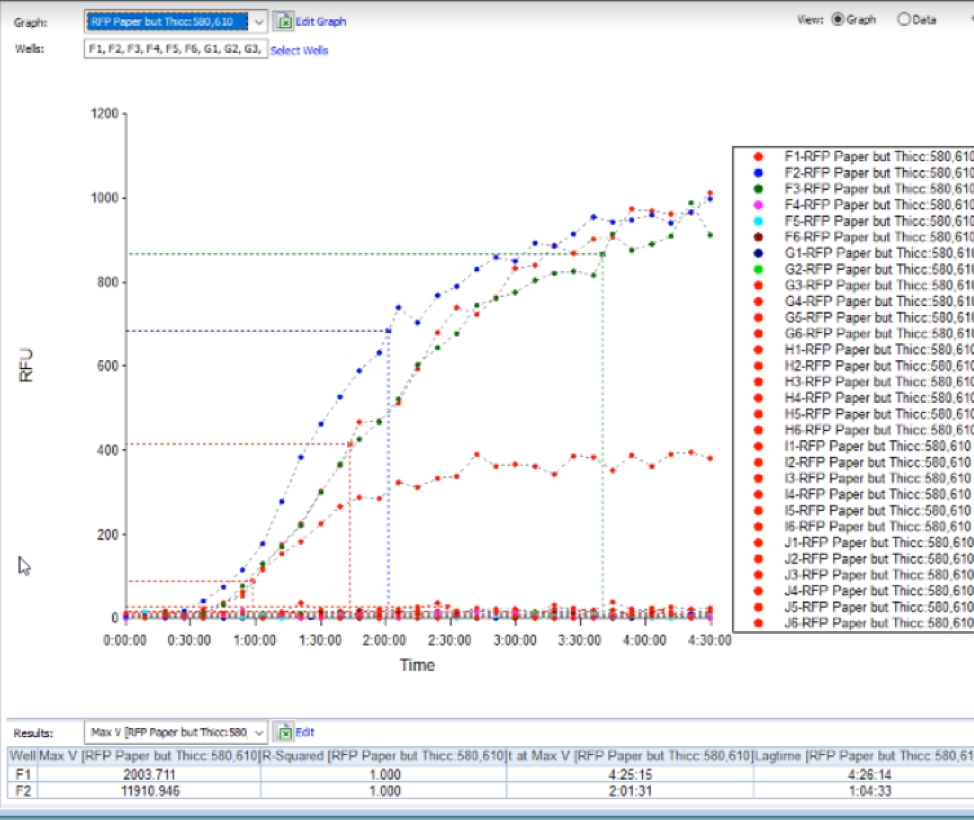 Graph: RFP Paper but Thicc:580,610 Edit Graph View: Graph Data
Wells: F1, F2, F3, F4, F5, F6, G1, G2, G3, Select Wells
1200
1000
800
600
400
200
0
RFU
0:00:00 0:30:00 1:00:00 1:30:00 2:00:00 2:30:00 3:00:00 3:30:00 4:00:00 4:30:00
Time
F1-RFP Paper but Thicc:580,610
F2-RFP Paper but Thicc:580,610
F3-RFP Paper but Thicc:580,610
F4-RFP Paper but Thicc:580,610
F5-RFP Paper but Thicc:580,610
F6-RFP Paper but Thicc:580,610
G1-RFP Paper but Thicc:580,610
G2-RFP Paper but Thicc:580,610
G3-RFP Paper but Thicc:580,610
G4-RFP Paper but Thicc:580,610
G5-RFP Paper but Thicc:580,610
G6-RFP Paper but Thicc:580,610
H1-RFP Paper but Thicc:580,610
H2-RFP Paper but Thicc:580,610
H3-RFP Paper but Thicc:580,610
H4-RFP Paper but Thicc:580,610
H5-RFP Paper but Thicc:580,610
H6-RFP Paper but Thicc:580,610
I1-RFP Paper but Thicc:580,610
I2-RFP Paper but Thicc:580,610
I3-RFP Paper but Thicc:580,610
I4-RFP Paper but Thicc:580,610
I5-RFP Paper but Thicc:580,610
I6-RFP Paper but Thicc:580,610
J1-RFP Paper but Thicc:580,610
J2-RFP Paper but Thicc:580,610
J3-RFP Paper but Thicc:580,610
J4-RFP Paper but Thicc:580,610
J5-RFP Paper but Thicc:580,610
J6-RFP Paper but Thicc:580,610
Results: Max V [RFP Paper but Thicc:580, Edit
Well Max V [RFP Paper but Thicc:580,610] R-Squared [RFP Paper but Thicc:580,610] t at Max V [RFP Paper but Thicc:580,610] Lagtime [RFP Paper but Thicc:580,61
F1 2003.711 1.000 4:25:15 4:26:14
F2 11910.946 1.000 2:01:31 1:04:33